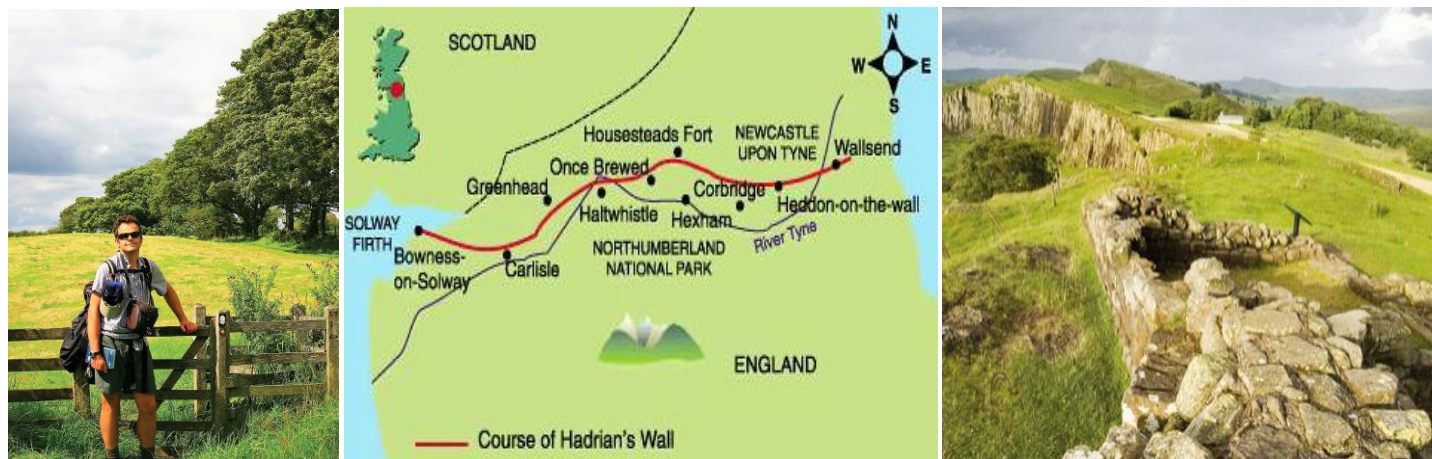 SCOTLAND
N
W
E
S
Housesteads Fort
NEWCASTLE
UPON TYNE
Wallsend
Once Brewed
Greenhead
Corbridge
Haltwhistle
Hexham
Heddon-on-the-wall
SOLWAY
FIRTH
River Tyne
Bowness-
on-Solway
Carlisle
NORTHUMBERLAND
NATIONAL PARK
ENGLAND
Course of Hadrian's Wall